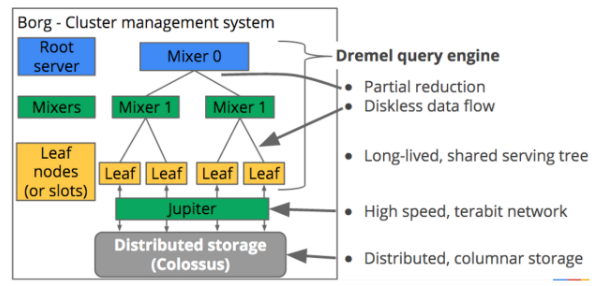 Borg - Cluster management system
Root
server
Mixer 0
Dremel query engine
• Partial reduction
Mixers
Mixer 1
Mixer 1
• Diskless data flow
Leaf
nodes
(or slots)
Leaf
Leaf
Leaf
Leaf
• Long-lived, shared serving tree
Jupiter
• High speed, terabit network
Distributed storage
(Colossus)
• Distributed, columnar storage